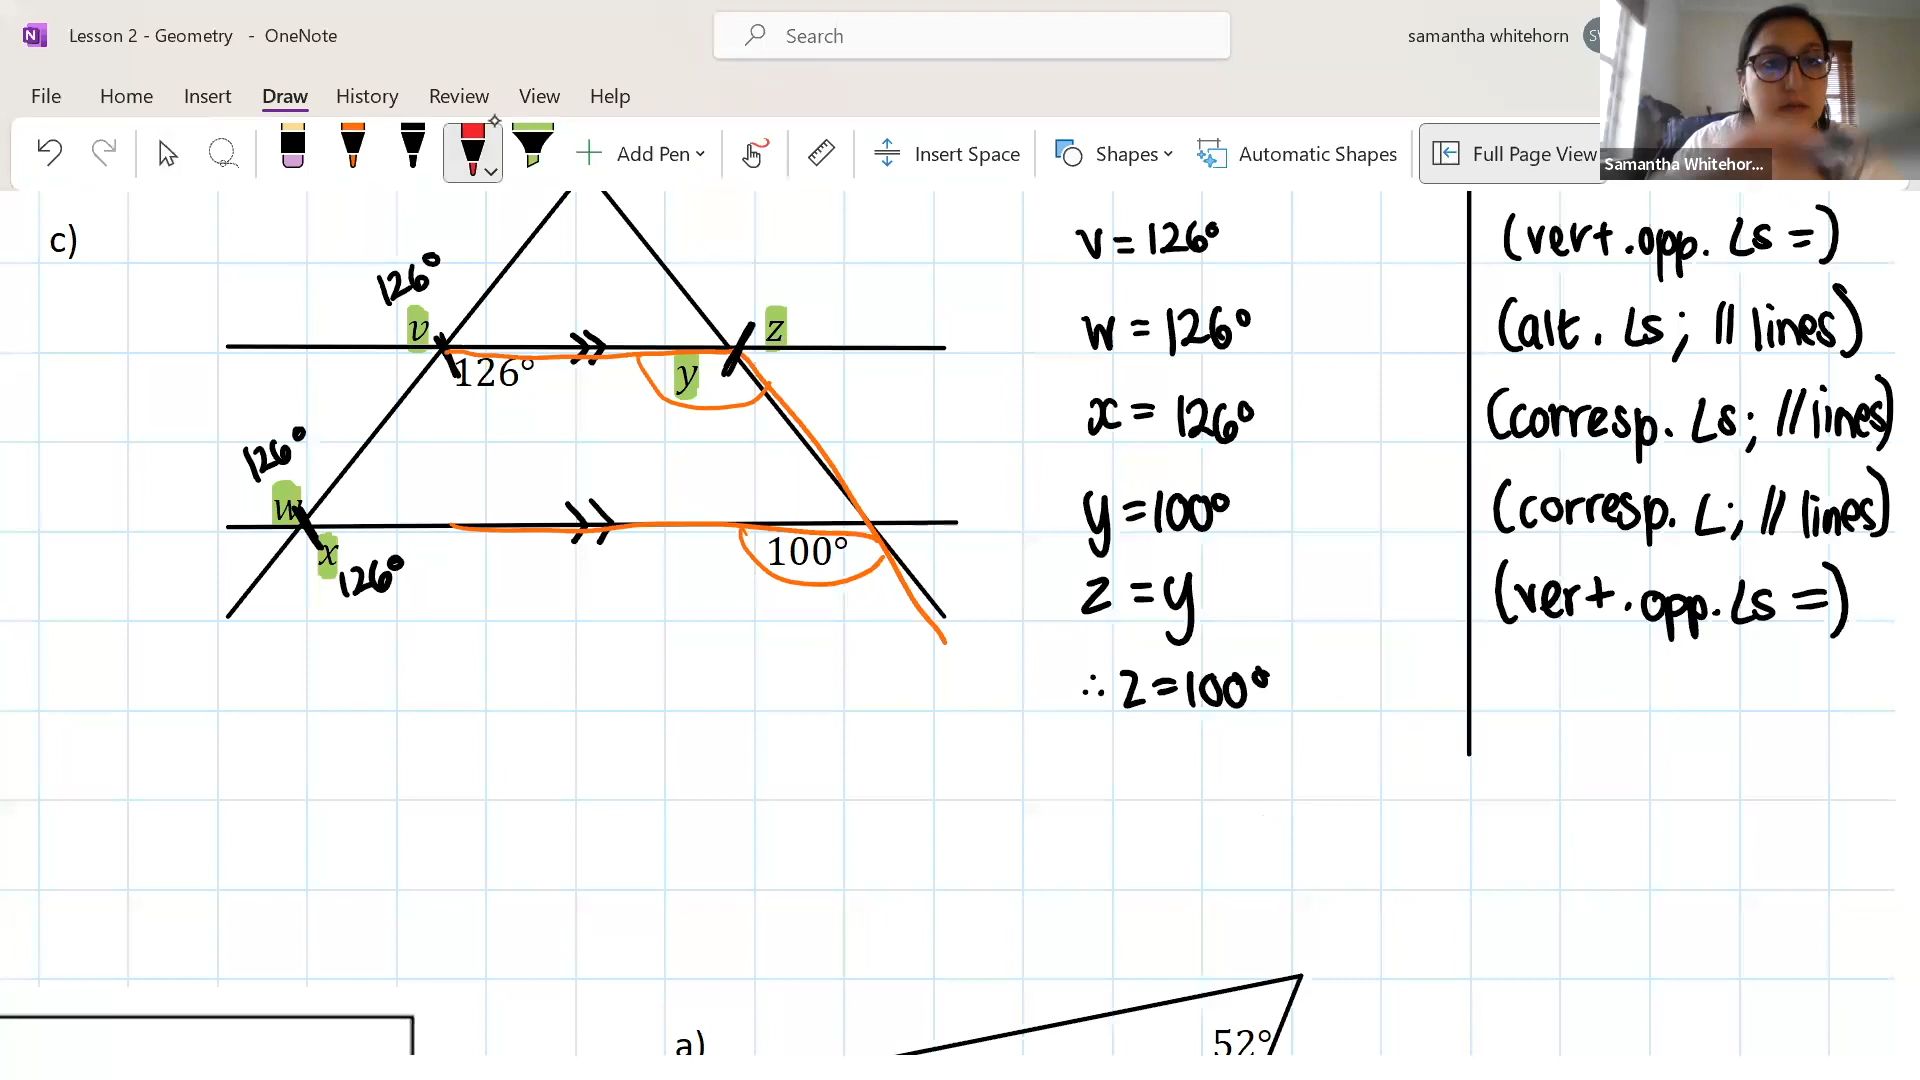 Lesson 2 - Geometry - OneNote
Search
samantha whitehorn
File Home Insert Draw History Review View Help
Add Pen
Insert Space
Shapes
Automatic Shapes
Full Page View
Samantha Whitehor...
c)
126°
v
z
126°
y
126°
w
x
126°
100°
v = 126° (vert.opp. ∠s =)
w = 126° (alt. ∠s; // lines)
x = 126° (corresp. ∠s; // lines)
y = 100° (corresp. ∠; // lines)
z = y (vert.opp. ∠s =)
∴ z = 100°
a)
52°